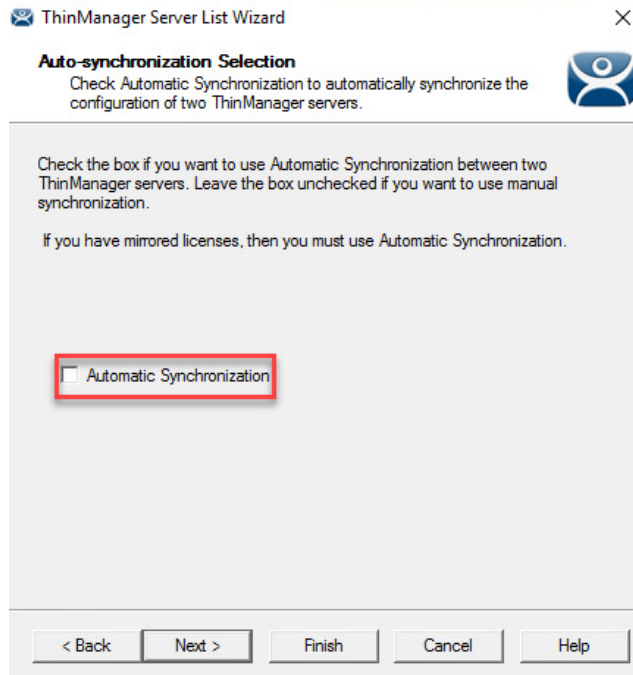 ThinManager Server List Wizard
Auto-synchronization Selection
Check Automatic Synchronization to automatically synchronize the
configuration of two ThinManager servers.
Check the box if you want to use Automatic Synchronization between two
ThinManager servers. Leave the box unchecked if you want to use manual
synchronization.
If you have mirrored licenses, then you must use Automatic Synchronization.
Automatic Synchronization
< Back Next > Finish Cancel Help